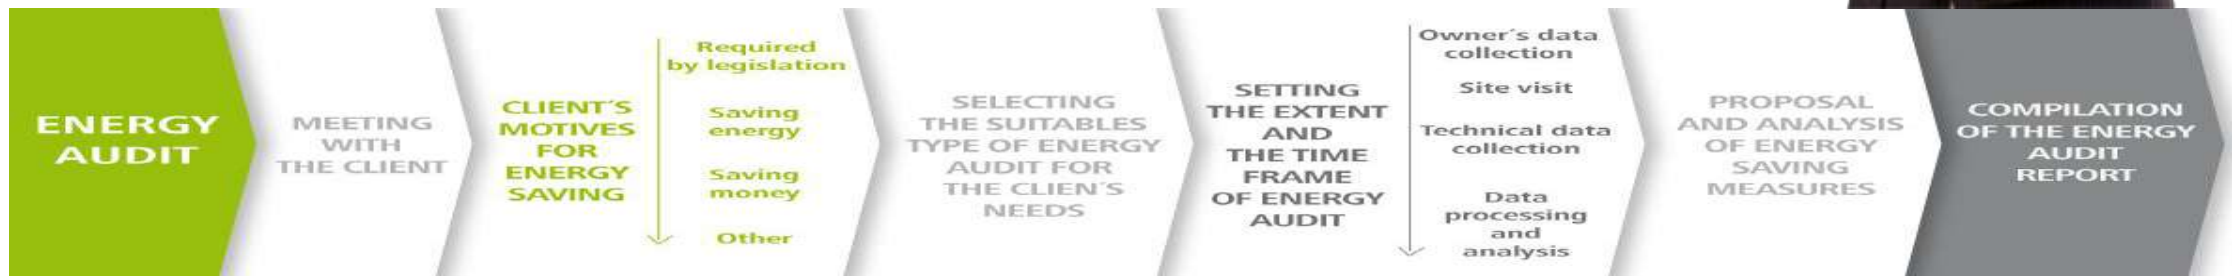 ENERGY
AUDIT
MEETING
WITH
THE CLIENT
CLIENT´S
MOTIVES
FOR
ENERGY
SAVING
Required
by legislation
Saving
energy
Saving
money
Other
SELECTING
THE SUITABLES
TYPE OF ENERGY
AUDIT FOR
THE CLIEN´S
NEEDS
SETTING
THE EXTENT
AND
THE TIME
FRAME
OF ENERGY
AUDIT
Owner´s data
collection
Site visit
Technical data
collection
Data
processing
and
analysis
PROPOSAL
AND ANALYSIS
OF ENERGY
SAVING
MEASURES
COMPILATION
OF THE ENERGY
AUDIT
REPORT